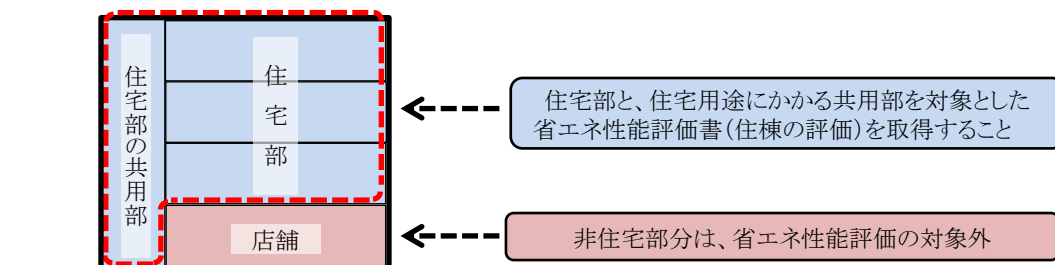 住宅部の共用部
住宅部
住宅部と、住宅用途にかかる共用部を対象とした
省エネ性能評価書(住棟の評価)を取得すること
店舗
非住宅部分は、省エネ性能評価の対象外